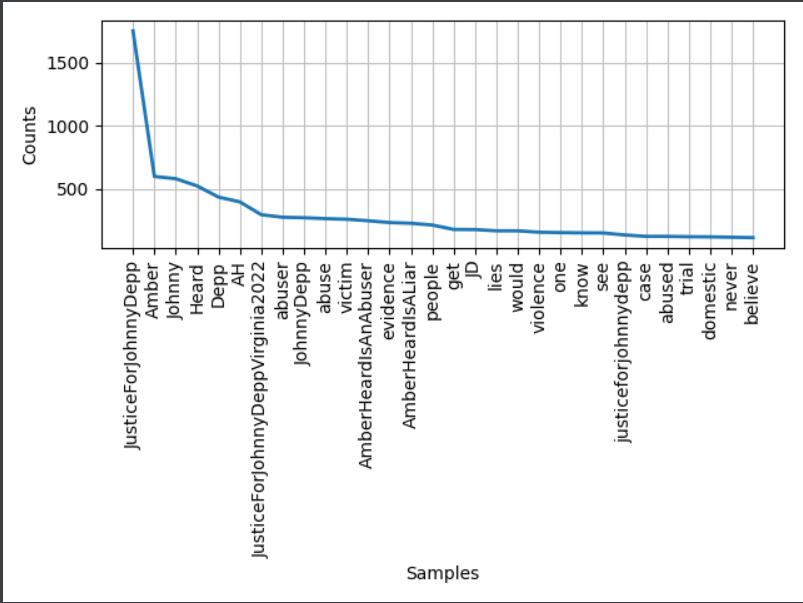 1500
1000
500
Counts
JusticeForJohnnyDepp
Amber
Johnny
Heard
Depp
AH
JusticeForJohnnyDeppVirginia2022
abuser
JohnnyDepp
abuse
victim
AmberHeardIsAnAbuser
evidence
AmberHeardIsALiar
people
get
JD
lies
would
violence
one
know
see
justiceforjohnnydepp
case
abused
trial
domestic
never
believe
Samples